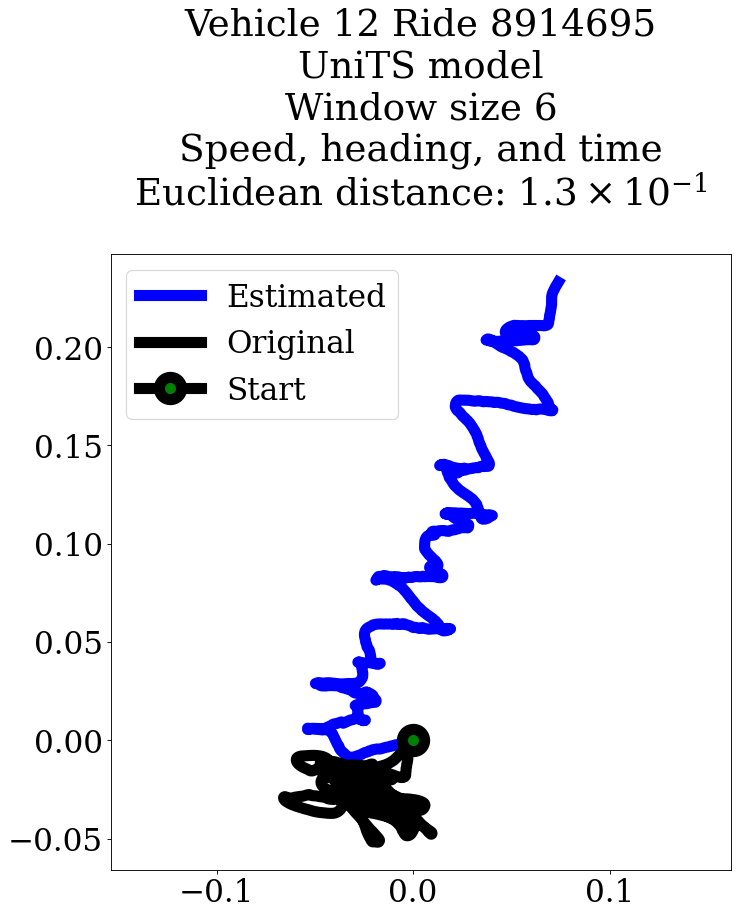 Vehicle 12 Ride 8914695
UniTS model
Window size 6
Speed, heading, and time
Euclidean distance: $1.3 \times 10^{-1}$
Estimated
Original
Start
0.20
0.15
0.10
0.05
0.00
−0.05
−0.1 0.0 0.1